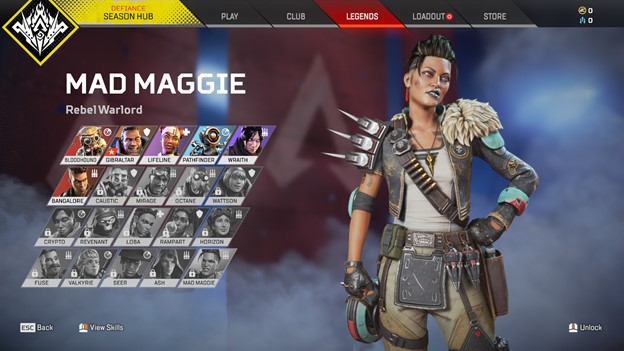 DEFIANCE
SEASON HUB
PLAY
CLUB
LEGENDS
LOADOUT
STORE
0
0
MAD MAGGIE
Rebel Warlord
BLOODHOUND GIBRALTAR LIFELINE PATHFINDER WRAITH
BANGALORE CAUSTIC MIRAGE OCTANE WATTSON
CRYPTO REVENANT LOBA RAMPART HORIZON
FUSE VALKYRIE SEER ASH MAD MAGGIE
ESC Back
View Skills
Unlock